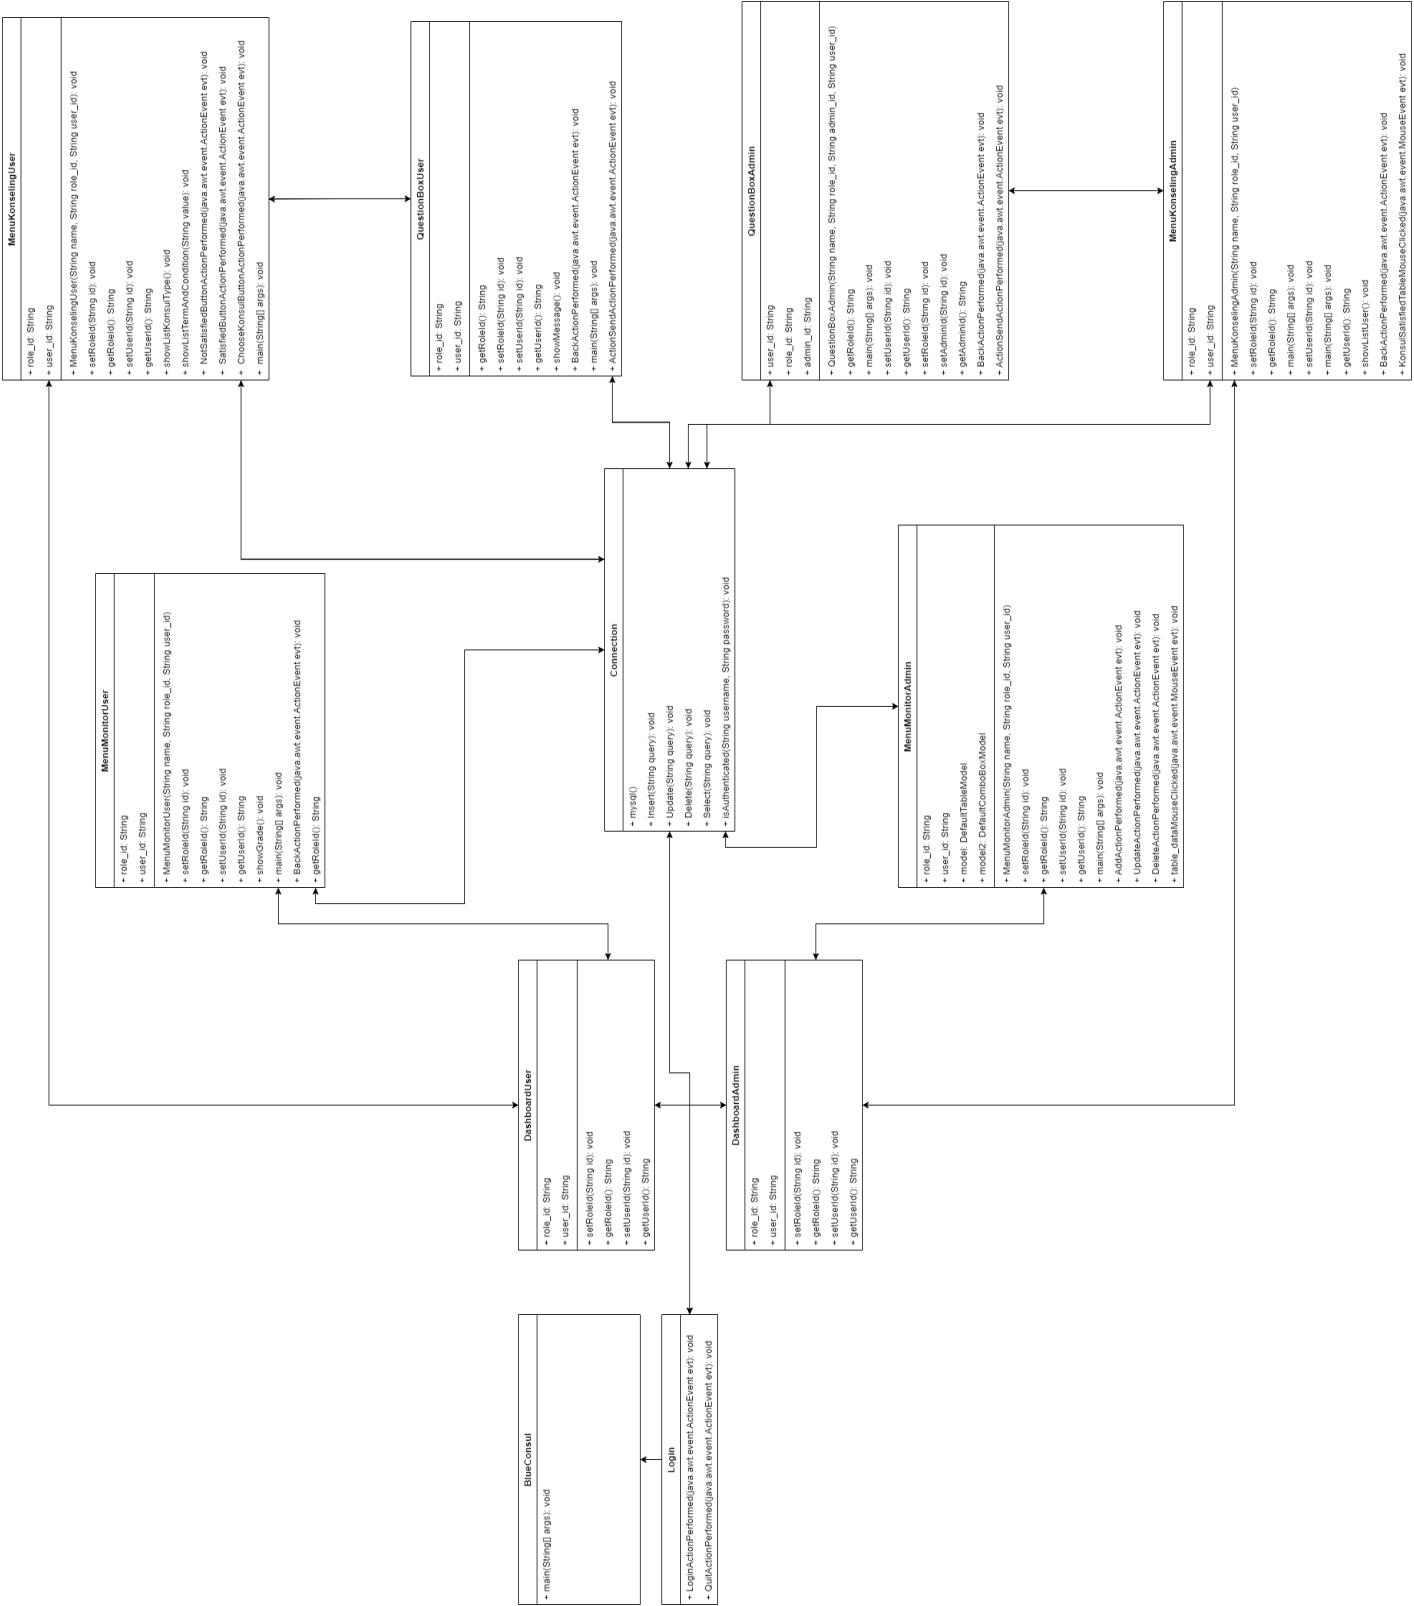 MenuKonselingUser
+ role_id: String
+ user_id: String
+ MenuKonselingUser(String name, String role_id, String user_id): void
+ setRoleId(String id): void
+ getRoleId(): String
+ setUserId(String id): void
+ getUserId(): String
+ showListKonsulType(): void
+ showListTermAndCondition(String value): void
+ NotSatisfiedButtonActionPerformed(java.awt.event.ActionEvent evt): void
+ SatisfiedButtonActionPerformed(java.awt.event.ActionEvent evt): void
+ ChooseKonsulButtonActionPerformed(java.awt.event.ActionEvent evt): void
+ main(String[] args): void
QuestionBoxUser
+ role_id: String
+ user_id: String
+ getRoleId(): String
+ setRoleId(String id): void
+ setUserId(String id): void
+ getUserId(): String
+ showMessage(): void
+ BackActionPerformed(java.awt.event.ActionEvent evt): void
+ main(String[] args): void
+ ActionSendActionPerformed(java.awt.event.ActionEvent evt): void
QuestionBoxAdmin
+ user_id: String
+ role_id: String
+ admin_id: String
+ QuestionBoxAdmin(String name, String role_id, String admin_id, String user_id)
+ getRoleId(): String
+ main(String[] args): void
+ setUserId(String id): void
+ getUserId(): String
+ setRoleId(String id): void
+ setAdminId(String id): void
+ getAdminId(): String
+ BackActionPerformed(java.awt.event.ActionEvent evt): void
+ ActionSendActionPerformed(java.awt.event.ActionEvent evt): void
MenuKonselingAdmin
+ role_id: String
+ user_id: String
+ MenuKonselingAdmin(String name, String role_id, String user_id)
+ setRoleId(String id): void
+ getRoleId(): String
+ main(String[] args): void
+ setUserId(String id): void
+ main(String[] args): void
+ getUserId(): String
+ showListUser(): void
+ BackActionPerformed(java.awt.event.ActionEvent evt): void
+ KonsulSatisfiedTableMouseClicked(java.awt.event.MouseEvent evt): void
MenuMonitorUser
+ role_id: String
+ user_id: String
+ MenuMonitorUser(String name, String role_id, String user_id)
+ setRoleId(String id): void
+ getRoleId(): String
+ setUserId(String id): void
+ getUserId(): String
+ showGrade(): void
+ main(String[] args): void
+ BackActionPerformed(java.awt.event.ActionEvent evt): void
+ getRoleId(): String
Connection
+ mysql()
+ Insert(String query): void
+ Update(String query): void
+ Delete(String query): void
+ Select(String query): void
+ isAuthenticated(String username, String password): void
MenuMonitorAdmin
+ role_id: String
+ user_id: String
+ model: DefaultTableModel
+ model2: DefaultComboBoxModel
+ MenuMonitorAdmin(String name, String role_id, String user_id)
+ setRoleId(String id): void
+ getRoleId(): String
+ setUserId(String id): void
+ getUserId(): String
+ main(String[] args): void
+ AddActionPerformed(java.awt.event.ActionEvent evt): void
+ UpdateActionPerformed(java.awt.event.ActionEvent evt): void
+ DeleteActionPerformed(java.awt.event.ActionEvent evt): void
+ table_dataMouseClicked(java.awt.event.MouseEvent evt): void
DashboardUser
+ role_id: String
+ user_id: String
+ setRoleId(String id): void
+ getRoleId(): String
+ setUserId(String id): void
+ getUserId(): String
DashboardAdmin
+ role_id: String
+ user_id: String
+ setRoleId(String id): void
+ getRoleId(): String
+ setUserId(String id): void
+ getUserId(): String
BlueConsul
+ main(String[] args): void
Login
+ LoginActionPerformed(java.awt.event.ActionEvent evt): void
+ QuitActionPerformed(java.awt.event.ActionEvent evt): void